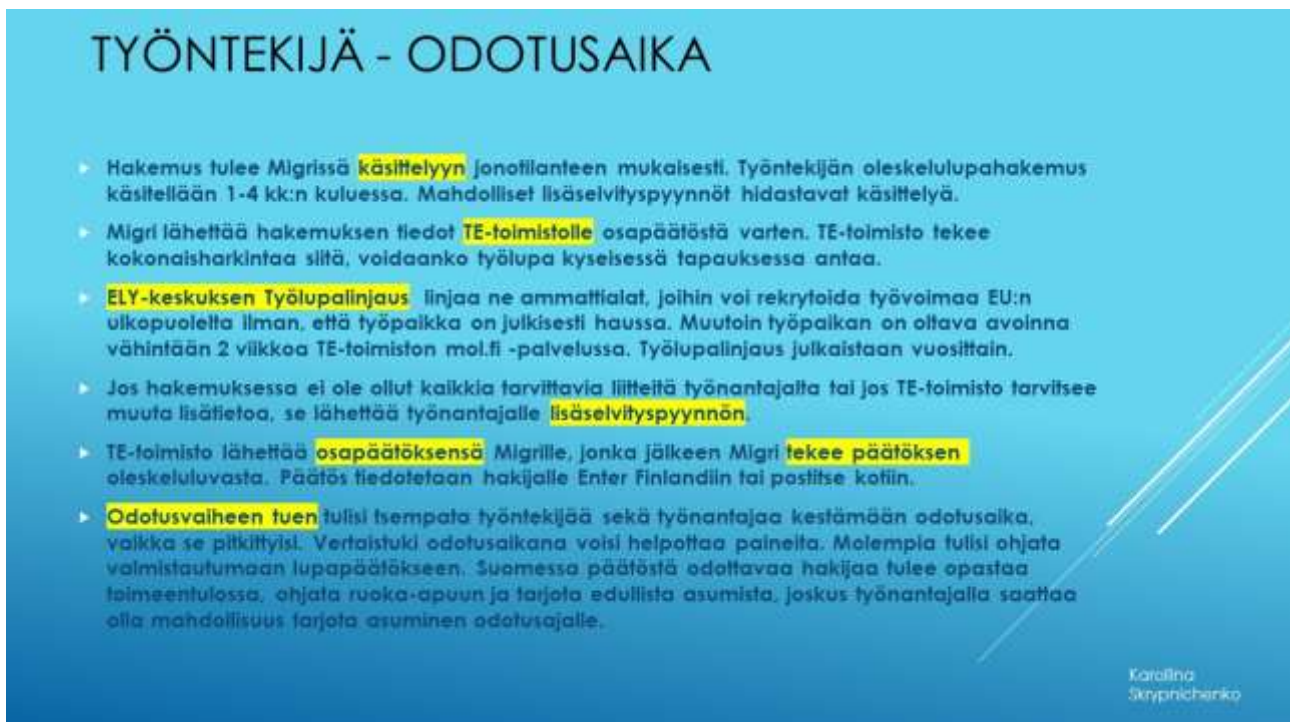 TYÖNTEKIJÄ - ODOTUSAIKA
Hakemus tulee Migrissä käsittelyyn jonotilanteen mukaisesti. Työntekijän oleskelulupahakemus
käsitellään 1-4 kk:n kuluessa. Mahdolliset lisäselvityspyynnöt hidastavat käsittelyä.
Migri lähettää hakemuksen tiedot TE-toimistolle osapäätöstä varten. TE-toimisto tekee
kokonaisharkintaa siitä, voidaanko työlupa kyseisessä tapauksessa antaa.
ELY-keskuksen Työlupalinjaus linjaa ne ammattialat, joihin voi rekrytoida työvoimaa EU:n
ulkopuolelta ilman, että työpaikka on julkisesti haussa. Muutoin työpaikan on oltava avoinna
vähintään 2 viikkoa TE-toimiston mol.fi -palvelussa. Työlupalinjaus julkaistaan vuosittain.
Jos hakemuksessa ei ole ollut kaikkia tarvittavia liitteitä työnantajalta tai jos TE-toimisto tarvitsee
muuta lisätietoa, se lähettää työnantajalle lisäselvityspyynnön.
TE-toimisto lähettää osapäätöksensä Migrille, jonka jälkeen Migri tekee päätöksen
oleskeluluvasta. Päätös tiedotetaan hakijalle Enter Finlandiin tai postitse kotiin.
Odotusvaiheen tuen tulisi tsempata työntekijää sekä työnantajaa kestämään odotusaika,
vaikka se pitkittyisi. Vertaistuki odotusaikana voisi helpottaa paineita. Molempia tulisi ohjata
valmistautumaan lupapäätökseen. Suomessa päätöstä odottavaa hakijaa tulee opastaa
toimeentulossa, ohjata ruoka-apuun ja tarjota edullista asumista, joskus työnantajalla saattaa
olla mahdollisuus tarjota asuminen odotusajalle.
Karoliina
Skrypnichenko